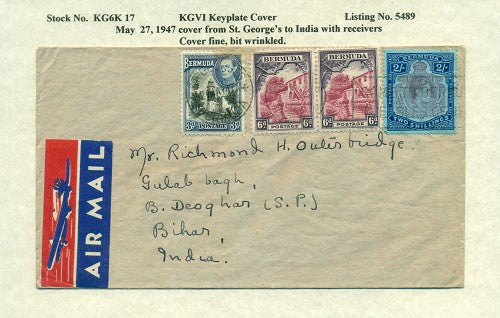 Stock No. KG6K 17 KGVI Keyplate Cover Listing No. 5489
May 27, 1947 cover from St. George's to India with receivers
Cover fine, bit wrinkled.
BERMUDA
3d POSTAGE 3d
BERMUDA
6d POSTAGE 6d
BERMUDA
6d POSTAGE 6d
BERMUDA
2/- 2/-
TWO SHILLINGS
AIR MAIL
Mr. Richmond H. Outerbridge.
Gulab bagh,
B. Deoghar (S.P.)
Bihar,
India.